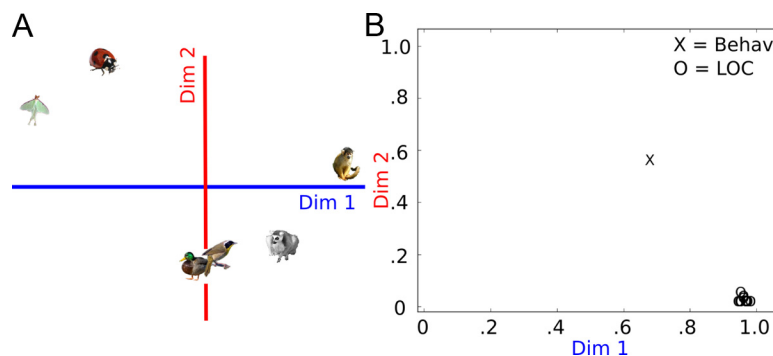 A
Dim 2
Dim 1
B
1.0
.8
.6
.4
.2
0
Dim 2
X = Behav
O = LOC
X
O
0
.2
.4
.6
.8
1.0
Dim 1